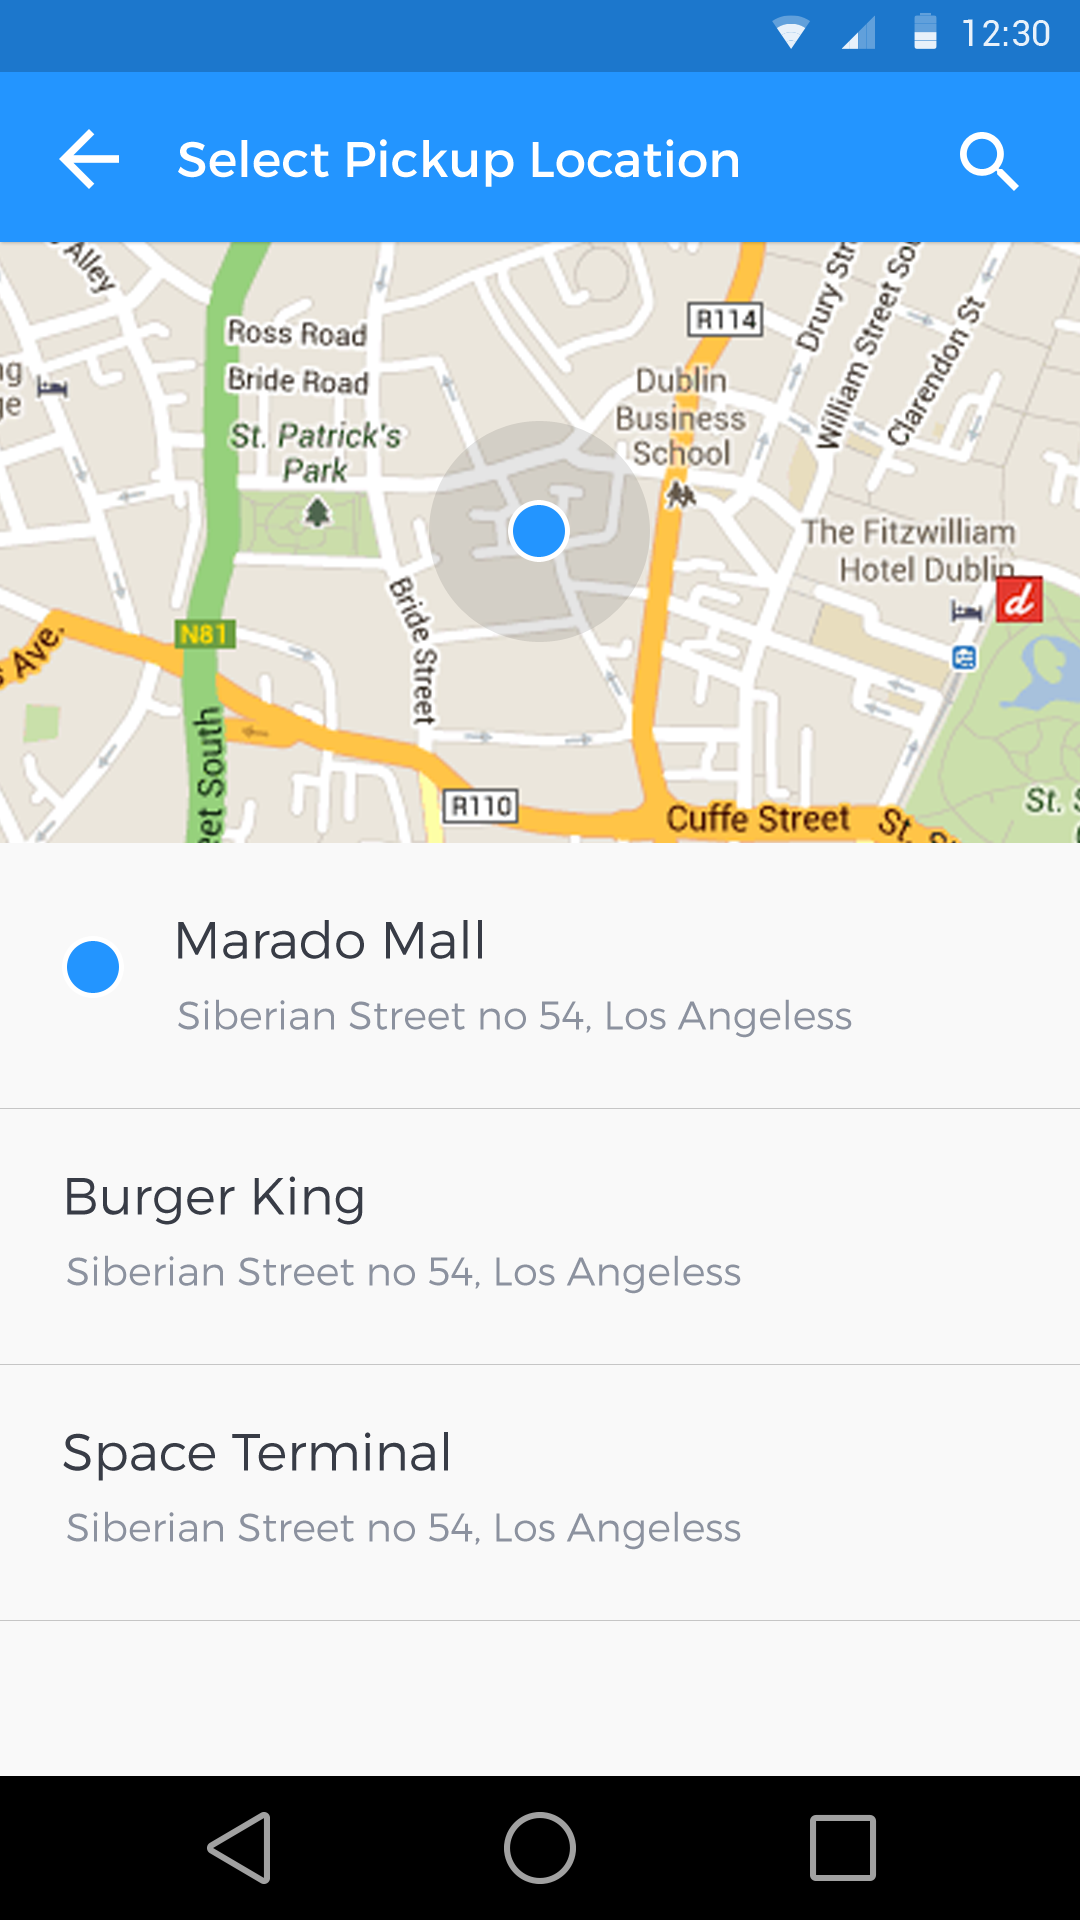 12:30
Select Pickup Location
Alley
Ross Road
Bride Road
St. Patrick's
Park
R114
Drury Str
William Street Sou
Clarendon St
Dublin
Business
School
The Fitzwilliam
Hotel Dublin
d
Bride Street
N81
s Ave.
eet South
R110
Cuffe Street
St. S
St. S
Marado Mall
Siberian Street no 54, Los Angeless
Burger King
Siberian Street no 54, Los Angeless
Space Terminal
Siberian Street no 54, Los Angeless